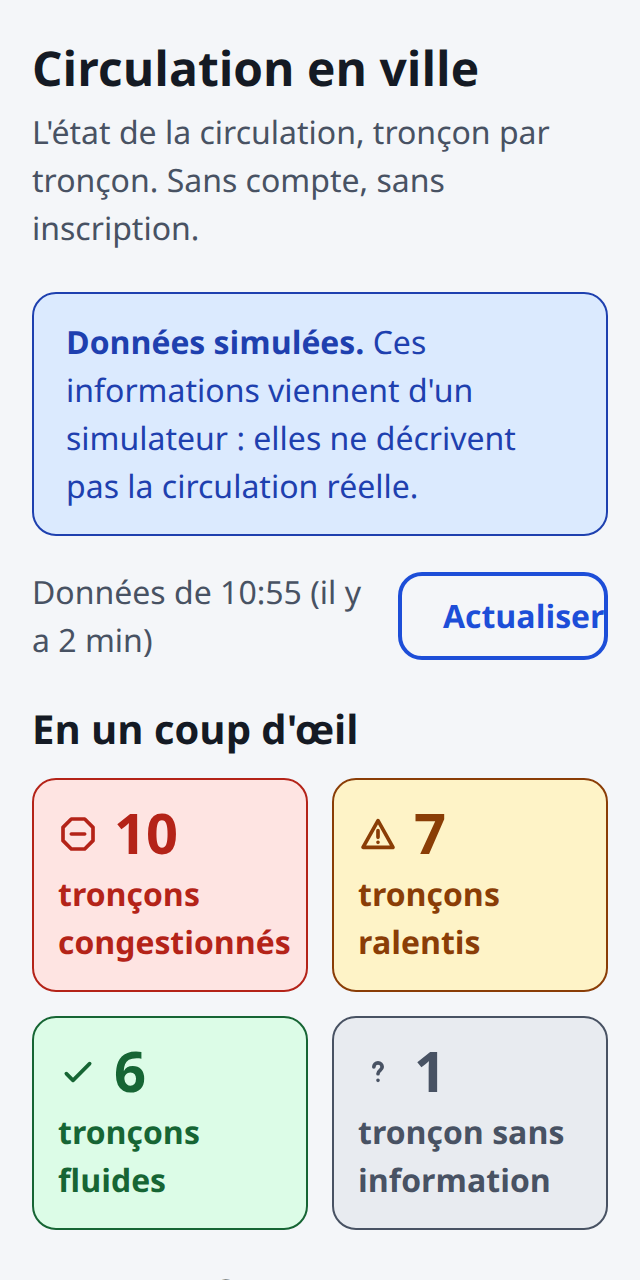 Circulation en ville
L'état de la circulation, tronçon par
tronçon. Sans compte, sans
inscription.
Données simulées. Ces
informations viennent d'un
simulateur : elles ne décrivent
pas la circulation réelle.
Données de 10:55 (il y
a 2 min)
Actualiser
En un coup d'œil
10
tronçons
congestionnés
7
tronçons
ralentis
6
tronçons
fluides
? 1
tronçon sans
information